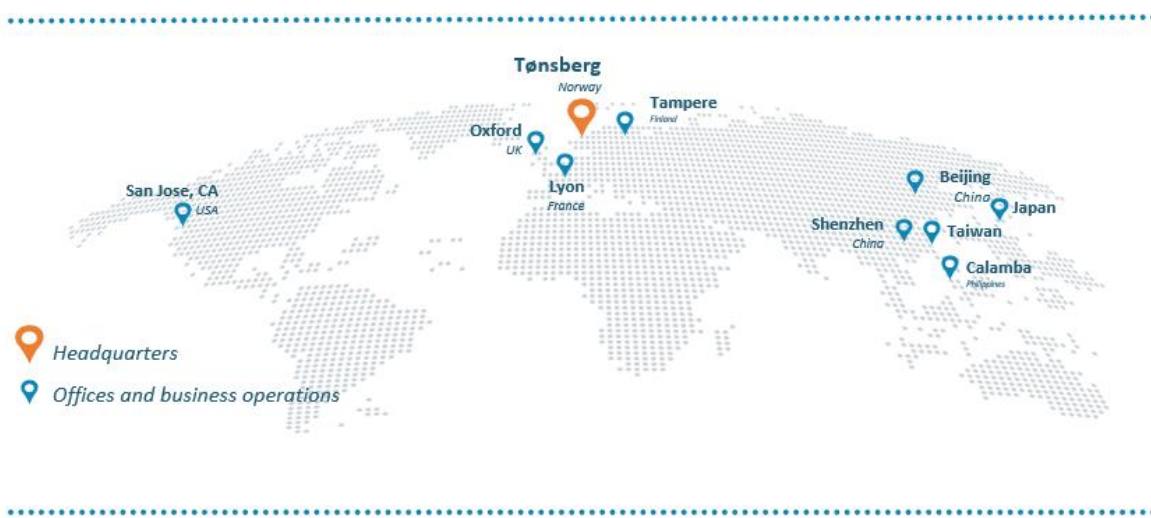 Tønsberg
Norway
Tampere
Finland
Oxford
UK
Lyon
France
San Jose, CA
USA
Beijing
China
Japan
Shenzhen
China
Taiwan
Calamba
Philippines
Headquarters
Offices and business operations